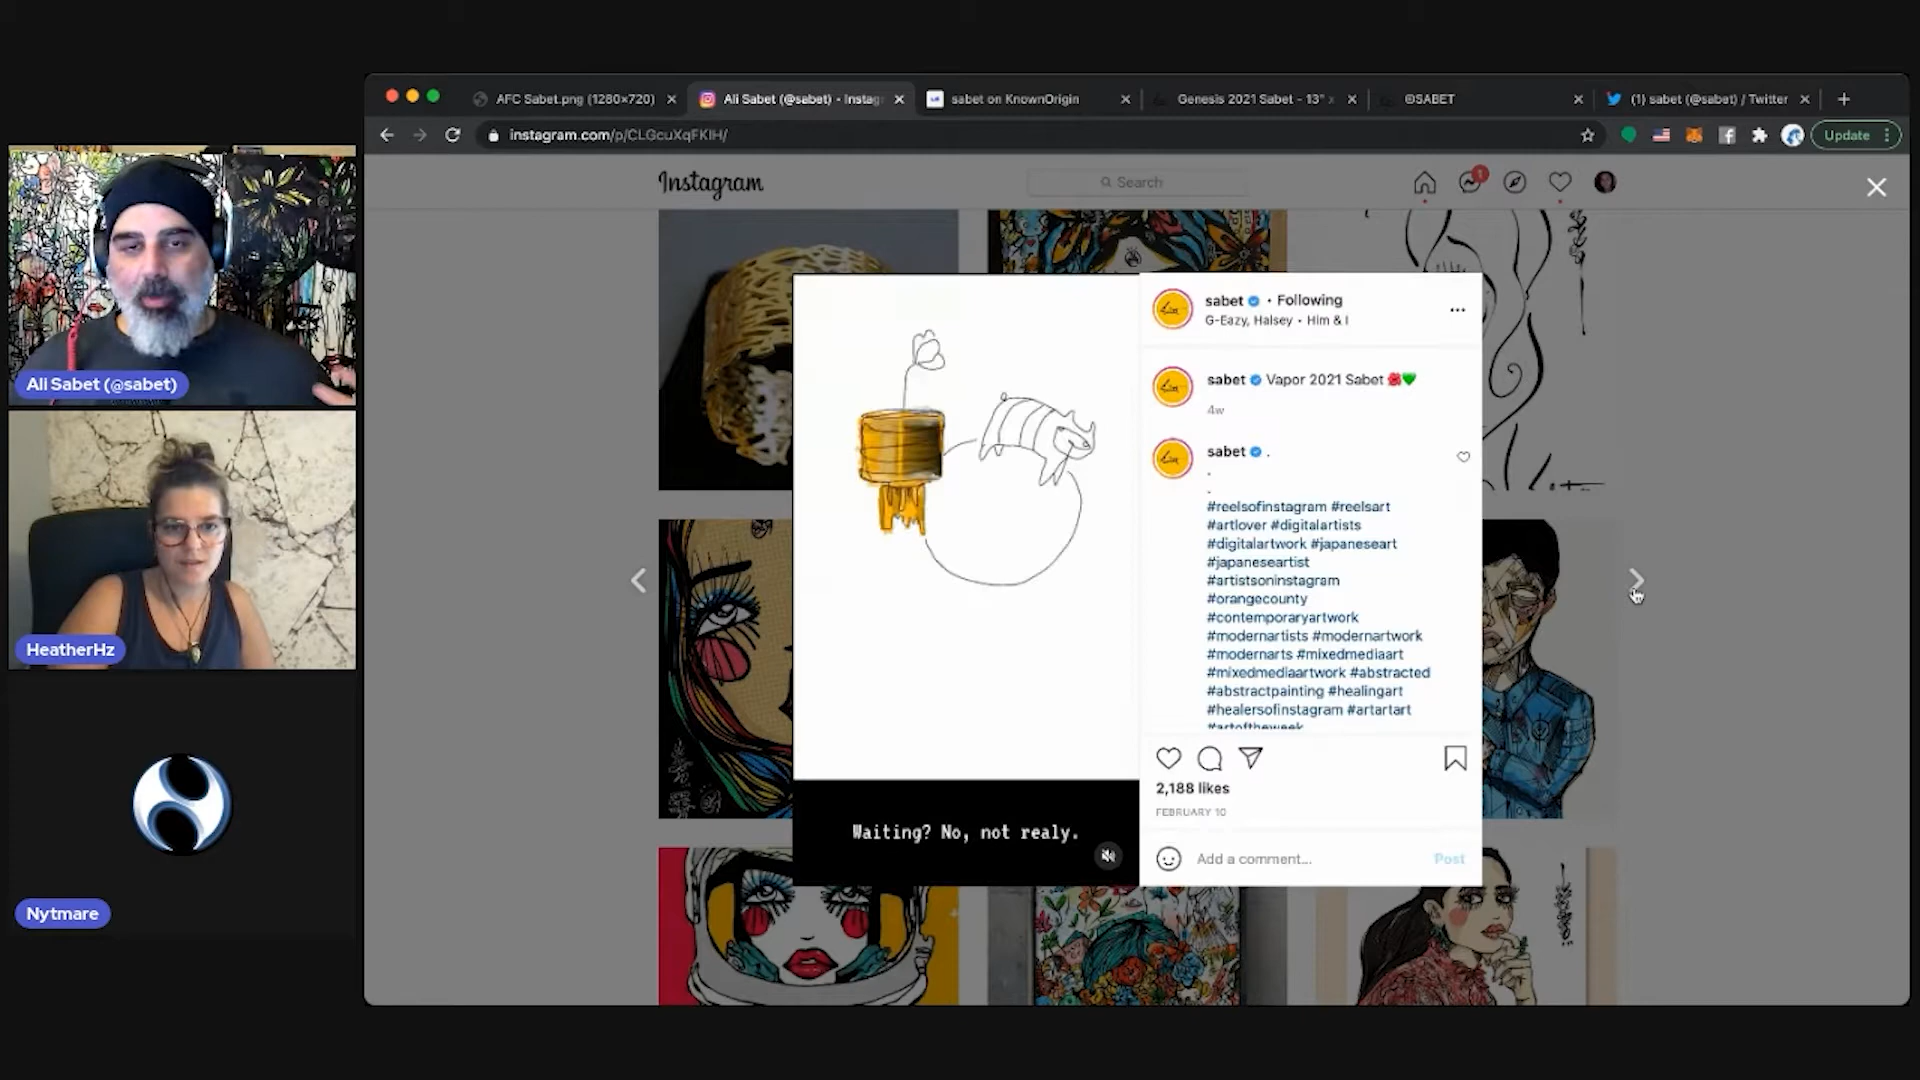 AFC Sabet.png (1280×720)
Ali Sabet (@sabet) • Instag
sabet on KnownOrigin
Genesis 2021 Sabet - 13" x
©SABET
(1) sabet (@sabet) / Twitter
instagram.com/p/CLGcuXqFKIH/
Update
Instagram
Search
1
sabet • Following
G-Eazy, Halsey • Him & I
sabet Vapor 2021 Sabet
4w
sabet .
.
.
#reelsofinstagram #reelsart
#artlover #digitalartists
#digitalartwork #japaneseart
#japaneseartist
#artistsoninstagram
#orangecounty
#contemporaryartwork
#modernartists #modernartwork
#modernarts #mixedmediaart
#mixedmediaartwork #abstracted
#abstractpainting #healingart
#healersofinstagram #artartart
#artoftheweek
2,188 likes
FEBRUARY 10
Add a comment...
Post
Waiting? No, not realy.
Ali Sabet (@sabet)
HeatherHz
Nytmare